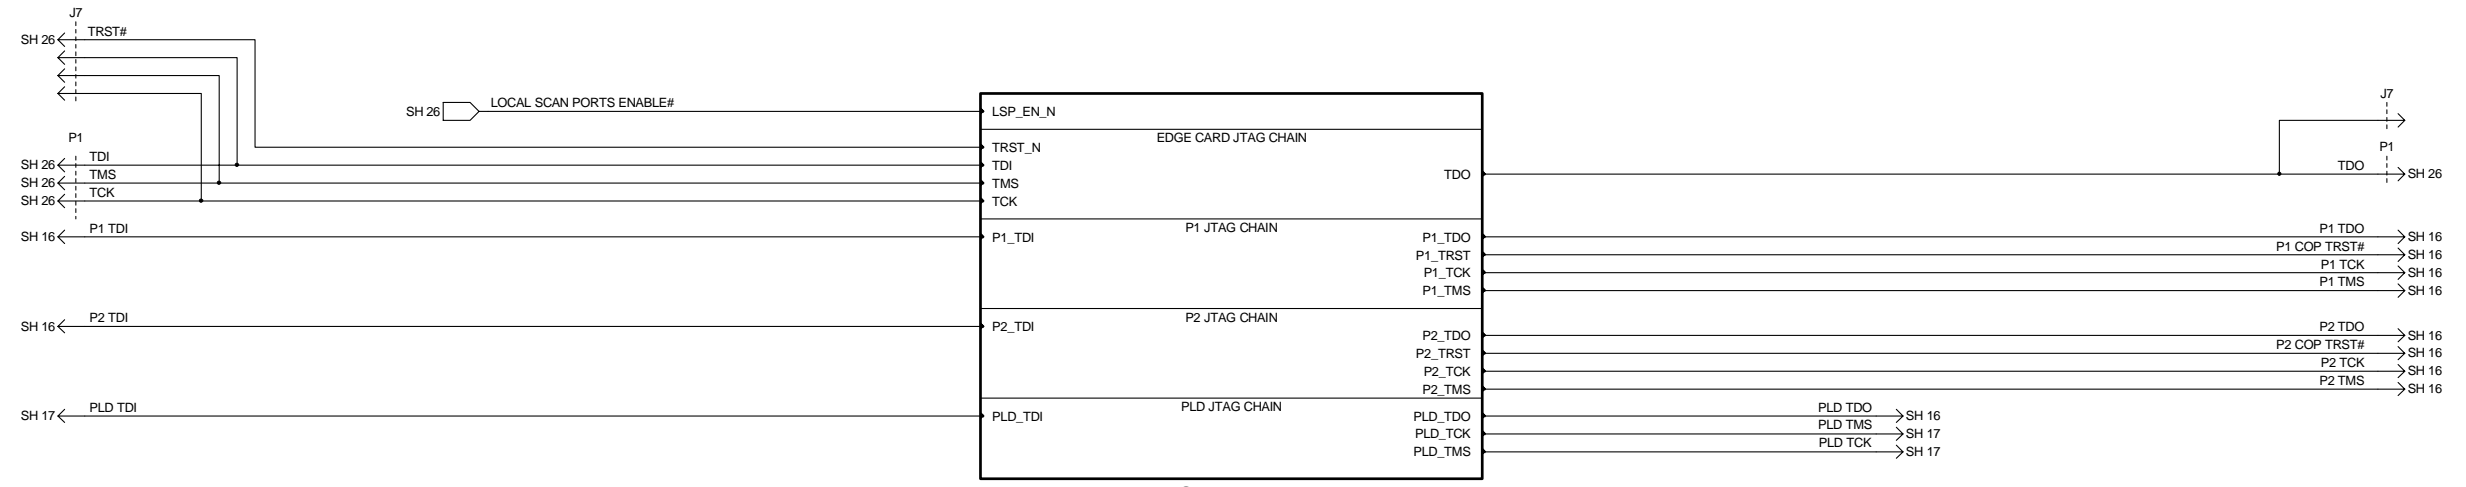 J7
SH 26 TRST#
SH 26 LOCAL SCAN PORTS ENABLE# LSP_EN_N
J7
EDGE CARD JTAG CHAIN
P1
P1
TRST_N
SH 26 TDI TDI
TDO TDO SH 26
SH 26 TMS TMS
SH 26 TCK TCK
P1 JTAG CHAIN
SH 16 P1 TDI P1_TDI P1_TDO P1 TDO SH 16
P1_TRST P1 COP TRST# SH 16
P1_TCK P1 TCK SH 16
P1_TMS P1 TMS SH 16
P2 JTAG CHAIN
SH 16 P2 TDI P2_TDI
P2_TDO P2 TDO SH 16
P2_TRST P2 COP TRST# SH 16
P2_TCK P2 TCK SH 16
P2_TMS P2 TMS SH 16
PLD JTAG CHAIN
SH 17 PLD TDI PLD_TDI PLD_TDO PLD TDO SH 16
PLD_TCK PLD TMS SH 17
PLD_TMS PLD TCK SH 17